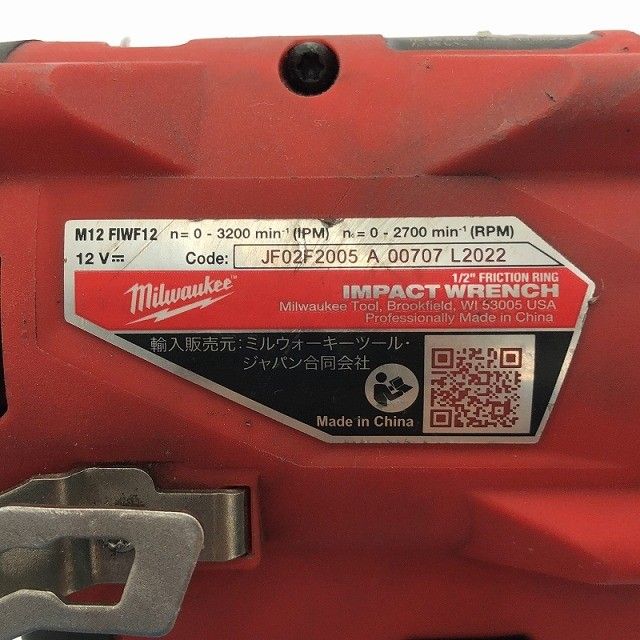 M12 FIWF12 n= 0 - 3200 min⁻¹ (IPM) n₀= 0 - 2700 min⁻¹ (RPM)
12 V⎓ Code: JF02F2005 A 00707 L2022
Milwaukee™
1/2" FRICTION RING
IMPACT WRENCH
Milwaukee Tool, Brookfield, WI 53005 USA
Professionally Made in China
輸入販売元: ミルウォーキーツール・
ジャパン合同会社
Made in China